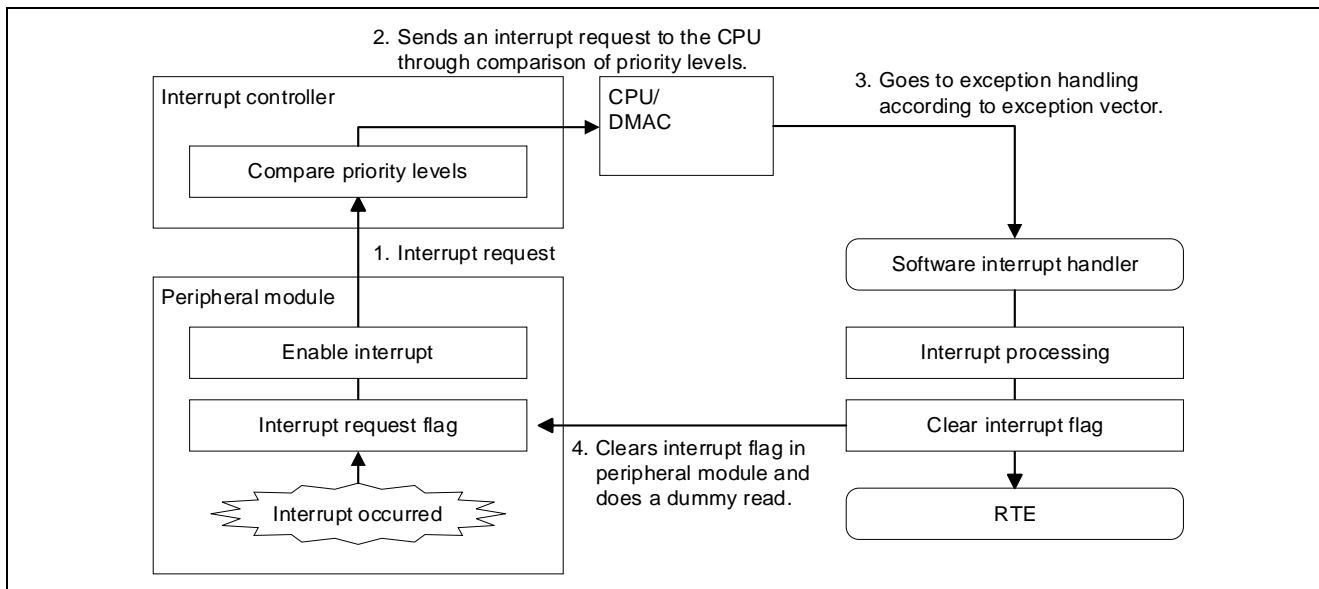 2. Sends an interrupt request to the CPU
through comparison of priority levels.
3. Goes to exception handling
according to exception vector.
Interrupt controller
CPU/
DMAC
Compare priority levels
1. Interrupt request
Software interrupt handler
Peripheral module
Enable interrupt
Interrupt processing
Interrupt request flag
Clear interrupt flag
4. Clears interrupt flag in
peripheral module and
does a dummy read.
Interrupt occurred
RTE